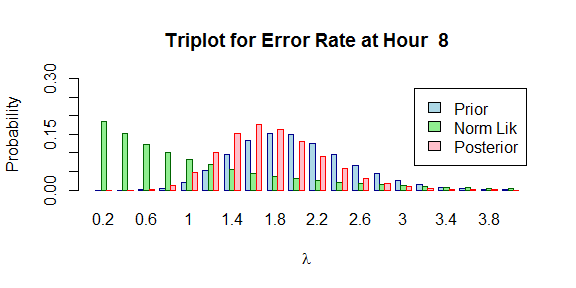 Triplot for Error Rate at Hour  8
Probability
0.30
0.15
0.00
Prior
Norm Lik
Posterior
0.2 0.6 1 1.4 1.8 2.2 2.6 3 3.4 3.8
λ